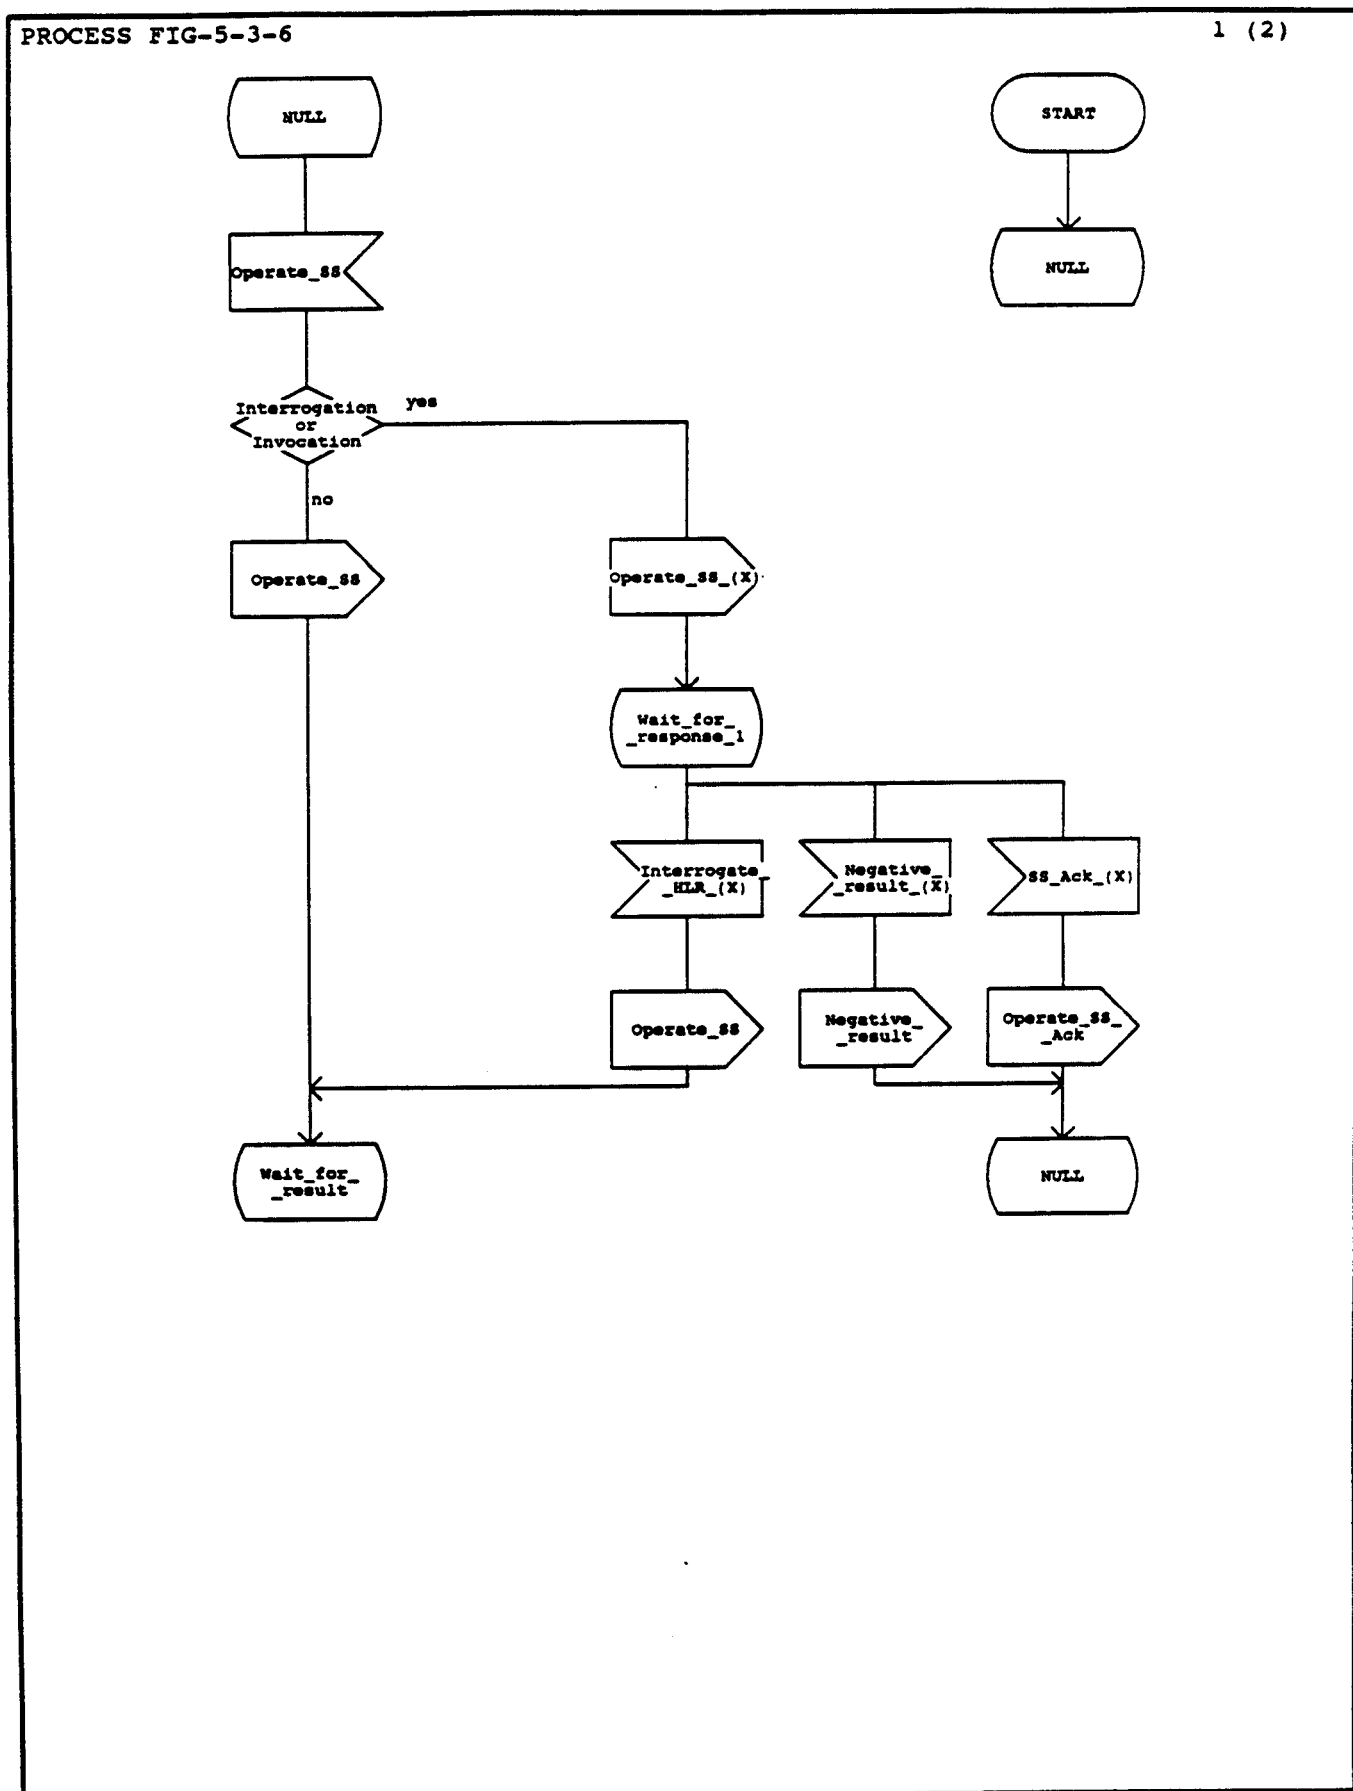 PROCESS FIG-5-3-6
1 (2)
NULL
START
Operate_SS
NULL
Interrogation
or
Invocation
yes
no
Operate_SS
Operate_SS_(X)
Wait_for_
_response_1
Interrogate_
_HLR_(X)
Negative_
_result_(X)
SS_Ack_(X)
Operate_SS
Negative_
_result
Operate_SS_
_Ack
Wait_for_
_result
NULL